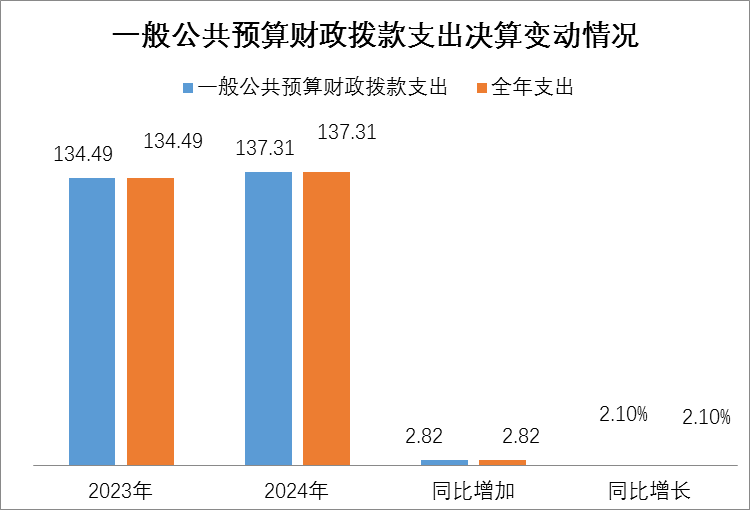 一般公共预算财政拨款支出决算变动情况
一般公共预算财政拨款支出 全年支出
134.49 134.49 137.31 137.31
2.82 2.82 2.10% 2.10%
2023年 2024年 同比增加 同比增长